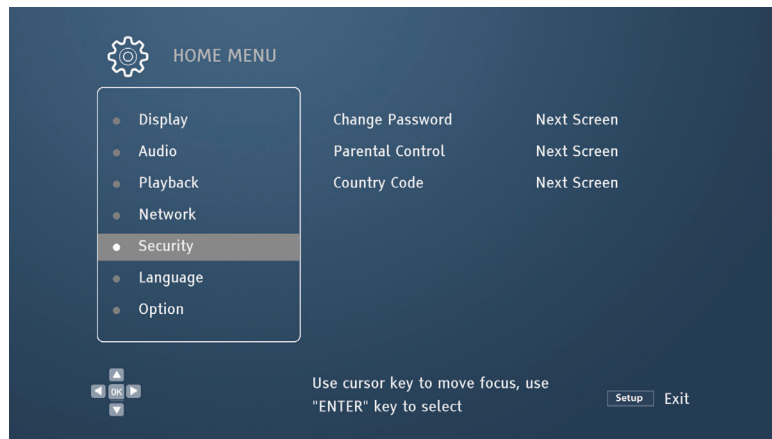 HOME MENU
Display
Audio
Playback
Network
Security
Language
Option
Change Password Next Screen
Parental Control Next Screen
Country Code Next Screen
OK
Use cursor key to move focus, use
"ENTER" key to select
Setup Exit